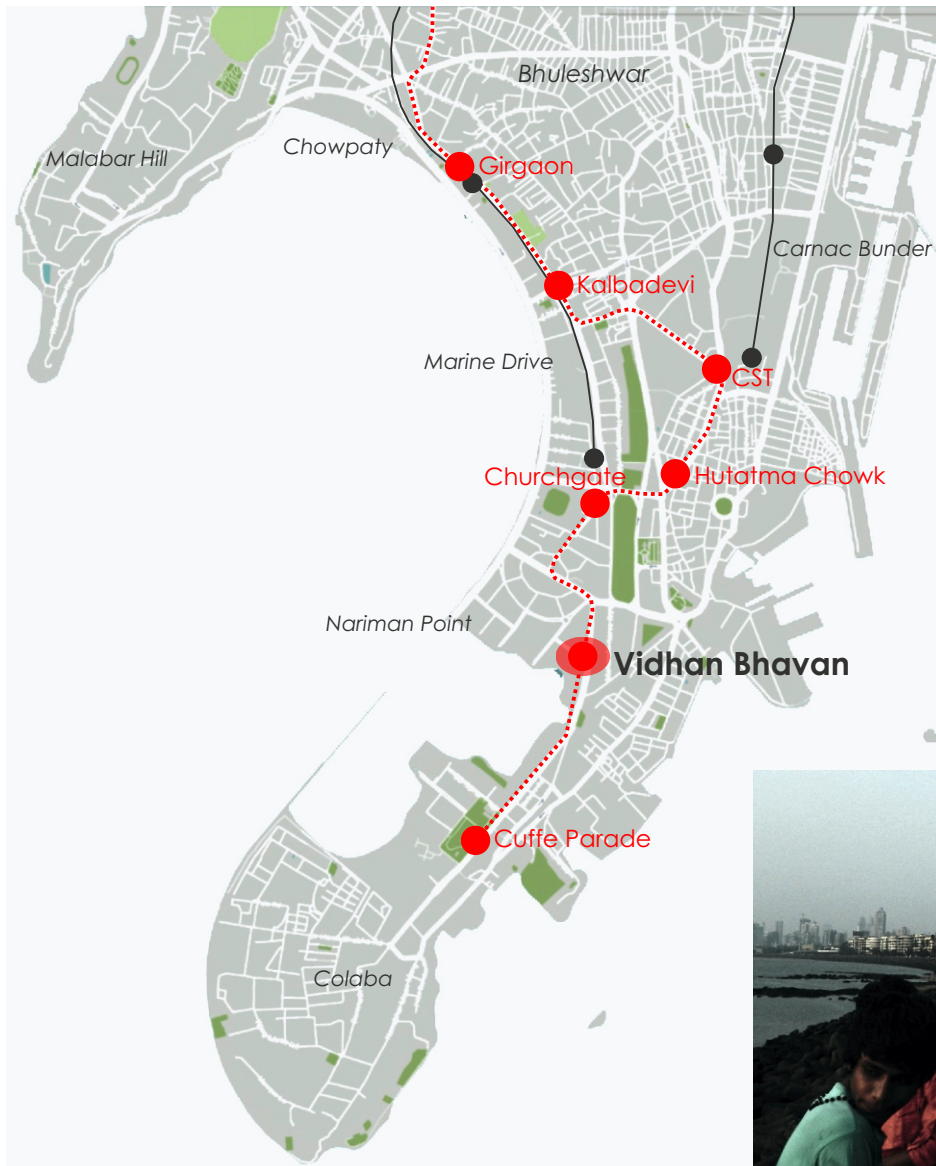 Bhuleshwar
Chowpaty
Malabar Hill
Girgaon
Carnac Bunder
Kalbadevi
Marine Drive
CST
Churchgate
Hutatma Chowk
Nariman Point
Vidhan Bhavan
Cuffe Parade
Colaba